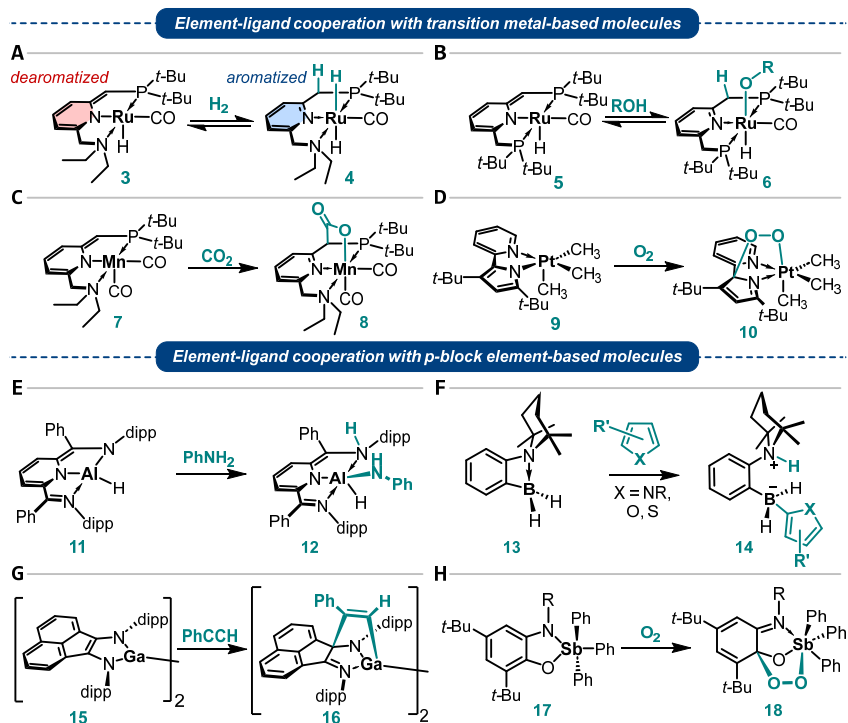 Element-ligand cooperation with transition metal-based molecules
A
dearomatized
t-Bu
P
t-Bu
N
Ru
CO
H
N
3
H₂
aromatized
H
H
t-Bu
P
t-Bu
N
Ru
CO
H
N
4
B
t-Bu
P
t-Bu
N
Ru
CO
H
P
t-Bu
t-Bu
5
ROH
R
H
O
t-Bu
P
t-Bu
N
Ru
CO
H
P
t-Bu
t-Bu
6
C
t-Bu
P
t-Bu
N
Mn
CO
CO
N
7
CO₂
O
O
t-Bu
P
t-Bu
N
Mn
CO
CO
N
8
D
N
N
Pt
CH₃
CH₃
CH₃
t-Bu
t-Bu
9
O₂
O
O
N
N
Pt
CH₃
CH₃
CH₃
t-Bu
t-Bu
10
Element-ligand cooperation with p-block element-based molecules
E
Ph
N
dipp
N
Al
H
N
Ph
dipp
11
PhNH₂
Ph
H
N
dipp
H
N
Ph
N
Al
H
N
Ph
dipp
12
F
N
B
H
H
13
R'
X
X = NR,
O, S
N
+
H
–
B
H
H
X
R'
14
G
dipp
N
Ga
N
dipp
2
15
PhCCH
Ph
H
dipp
N
Ga
N
dipp
2
16
H
R
t-Bu
N
Ph
Sb
Ph
O
Ph
t-Bu
17
O₂
R
t-Bu
N
Ph
Sb
Ph
O
Ph
O
O
t-Bu
18